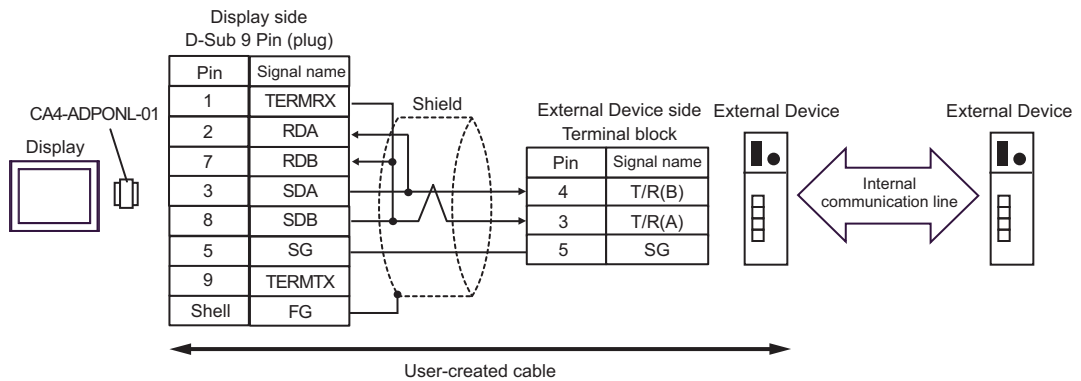 Display side
D-Sub 9 Pin (plug)
Pin Signal name
1 TERMRX
2 RDA
7 RDB
3 SDA
8 SDB
5 SG
9 TERMTX
Shell FG
CA4-ADPONL-01
Display
Shield
External Device side
Terminal block
Pin Signal name
4 T/R(B)
3 T/R(A)
5 SG
External Device
Internal
communication line
External Device
User-created cable